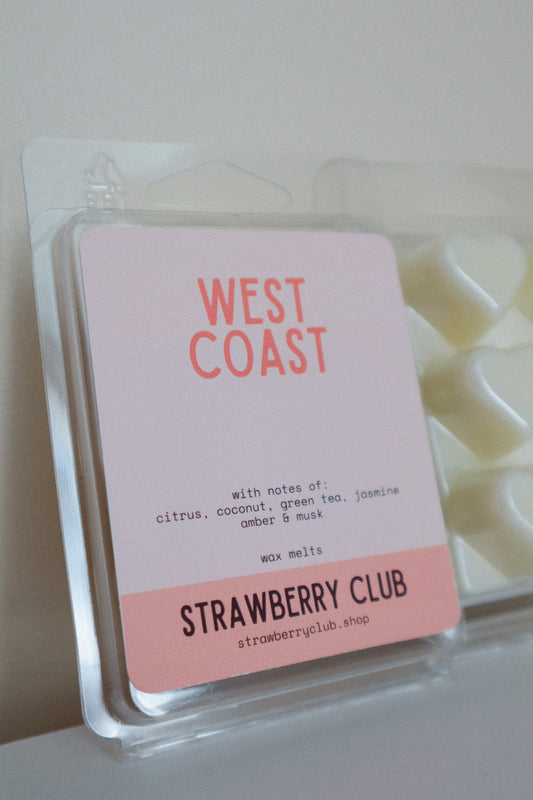 WEST
COAST
with notes of:
citrus, coconut, green tea, jasmine
amber & musk
wax melts
STRAWBERRY CLUB
strawberryclub.shop